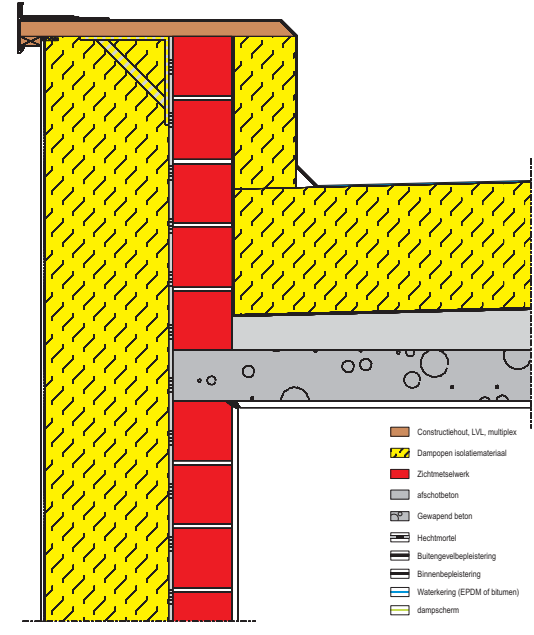 Constructiehout, LVL, multiplex
Dampopen isolatiemateriaal
Zichtmetselwerk
afschotbeton
Gewapend beton
Hechtmortel
Buitengevelbepleistering
Binnenbepleistering
Waterkering (EPDM of bitumen)
dampscherm